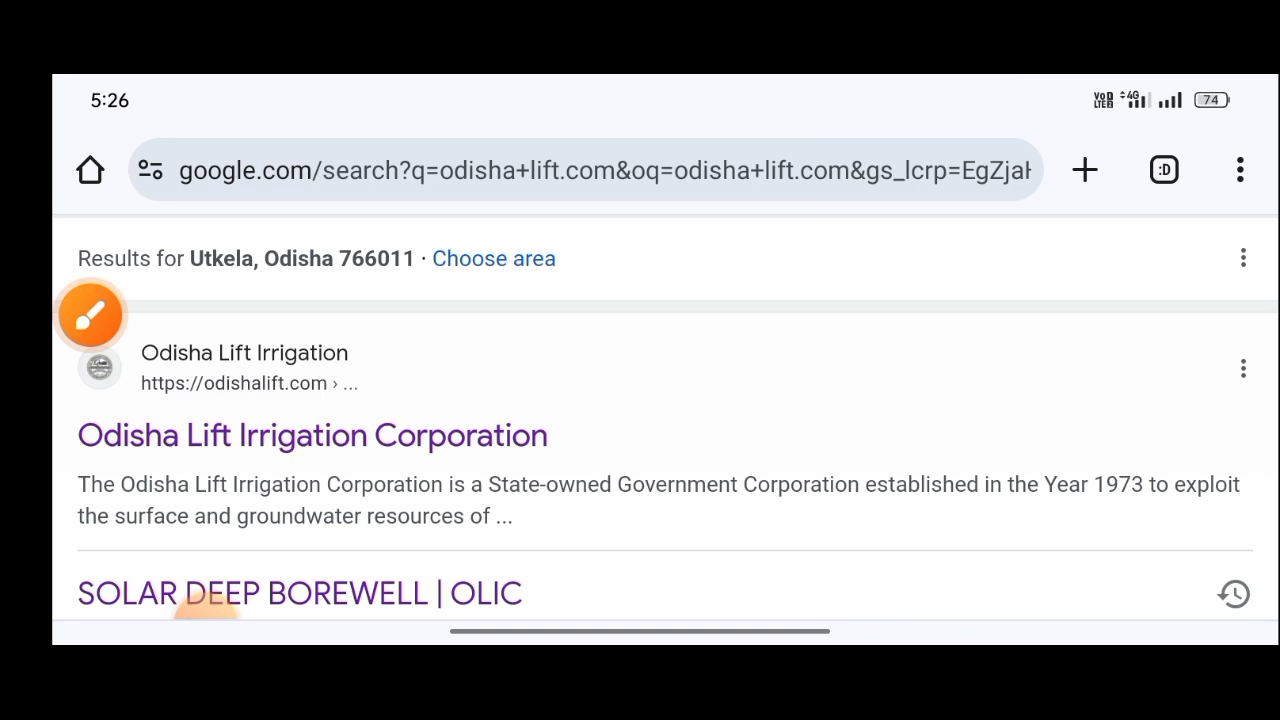 5:26
VoD LTE2 4G 74
google.com/search?q=odisha+lift.com&oq=odisha+lift.com&gs_lcrp=EgZjaH
:D
Results for Utkela, Odisha 766011 · Choose area
Odisha Lift Irrigation
https://odishalift.com › ...
Odisha Lift Irrigation Corporation
The Odisha Lift Irrigation Corporation is a State-owned Government Corporation established in the Year 1973 to exploit
the surface and groundwater resources of ...
SOLAR DEEP BOREWELL | OLIC